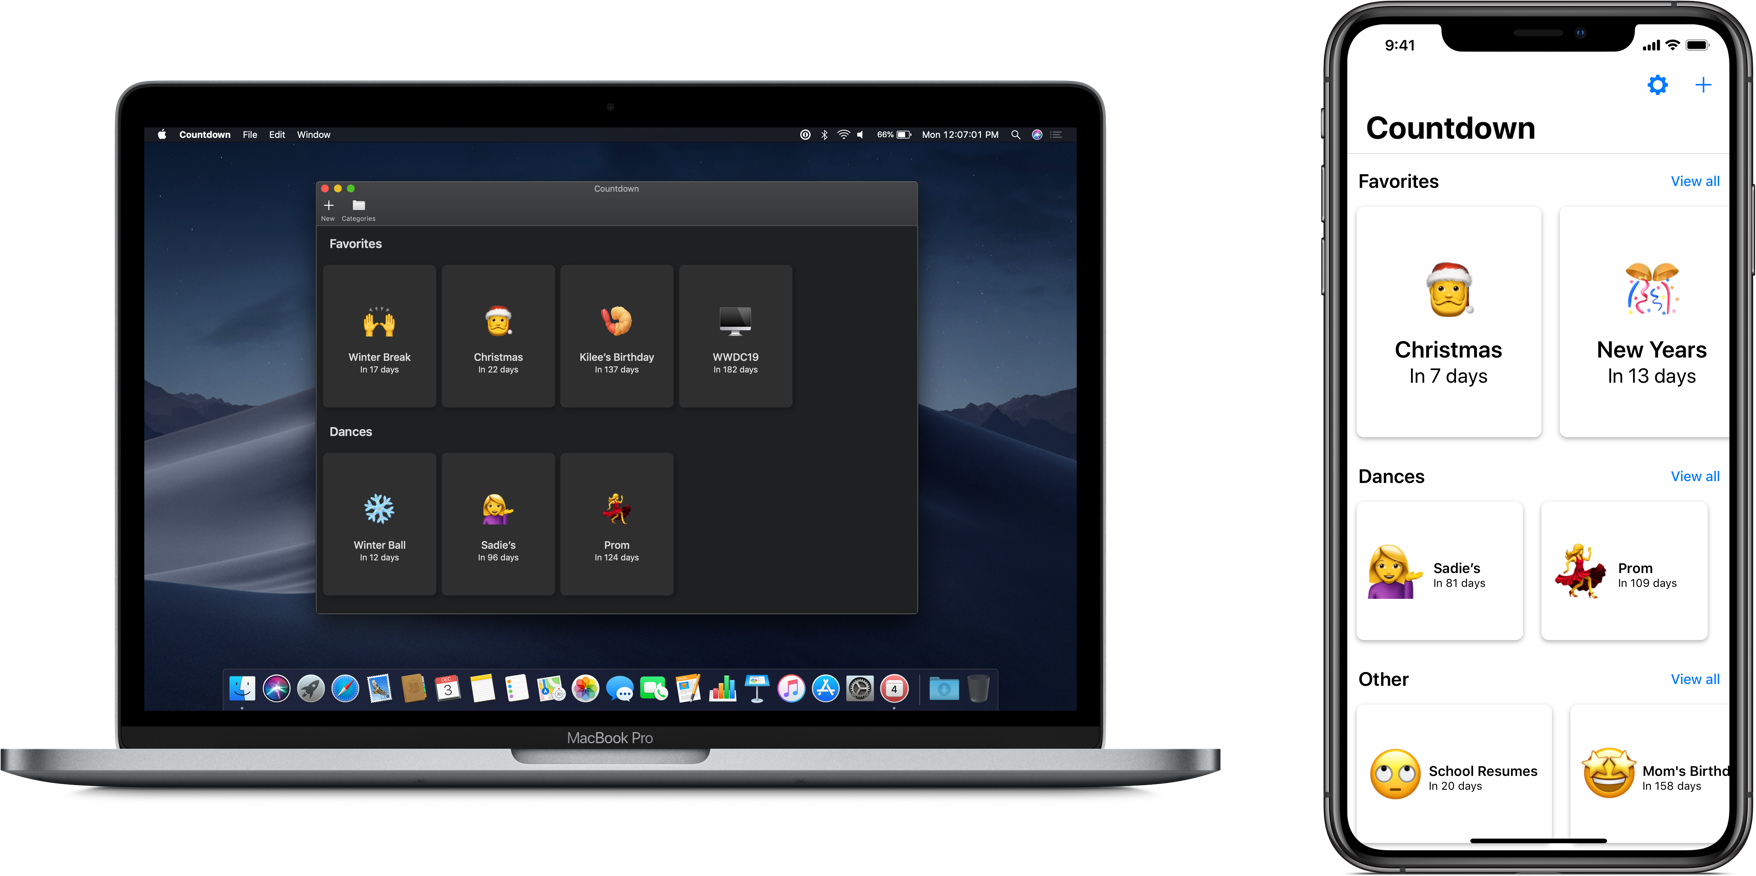 Countdown File Edit Window
66% Mon 12:07:01 PM
Countdown
New Categories
Favorites
Winter Break
In 17 days
Christmas
In 22 days
Kilee’s Birthday
In 137 days
WWDC19
In 182 days
Dances
Winter Ball
In 12 days
Sadie’s
In 96 days
Prom
In 124 days
DEC
3
4
MacBook Pro
9:41
Countdown
Favorites View all
Christmas
In 7 days
New Years
In 13 days
Dances View all
Sadie’s
In 81 days
Prom
In 109 days
Other View all
School Resumes
In 20 days
Mom's Birthd
In 158 days